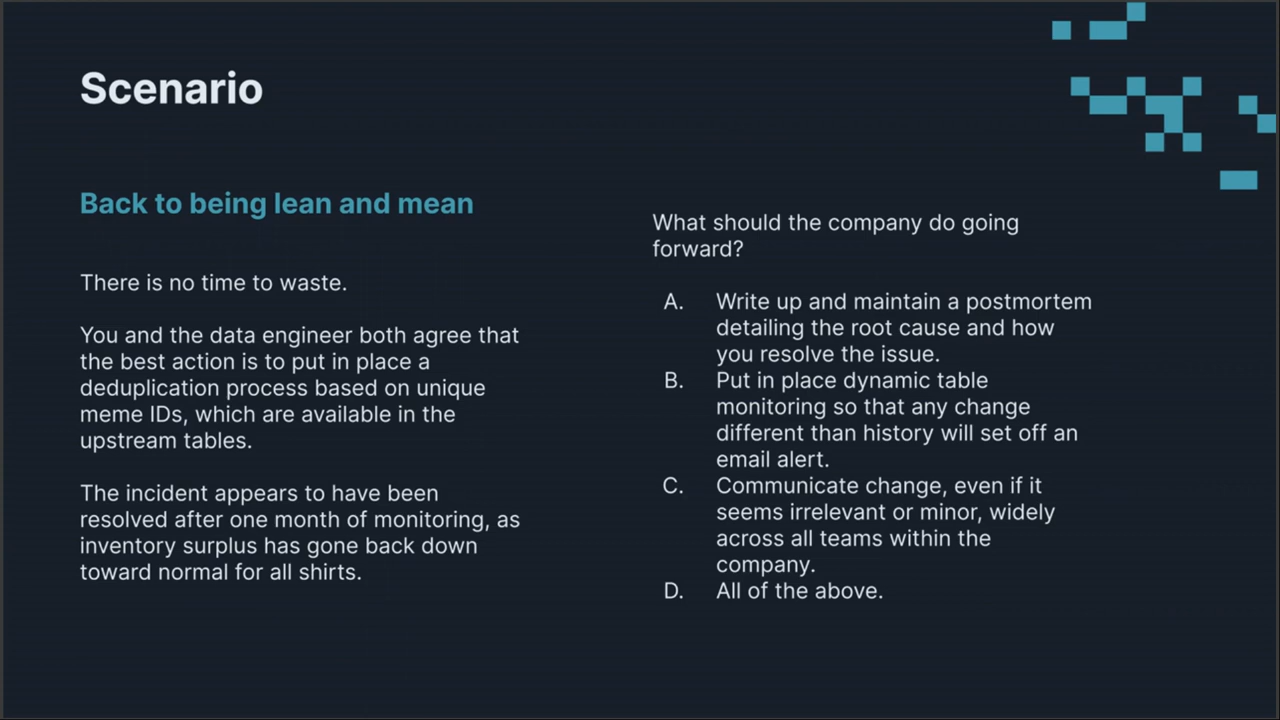 Scenario
Back to being lean and mean
There is no time to waste.
You and the data engineer both agree that
the best action is to put in place a
deduplication process based on unique
meme IDs, which are available in the
upstream tables.
The incident appears to have been
resolved after one month of monitoring, as
inventory surplus has gone back down
toward normal for all shirts.
What should the company do going
forward?
A. Write up and maintain a postmortem
detailing the root cause and how
you resolve the issue.
B. Put in place dynamic table
monitoring so that any change
different than history will set off an
email alert.
C. Communicate change, even if it
seems irrelevant or minor, widely
across all teams within the
company.
D. All of the above.